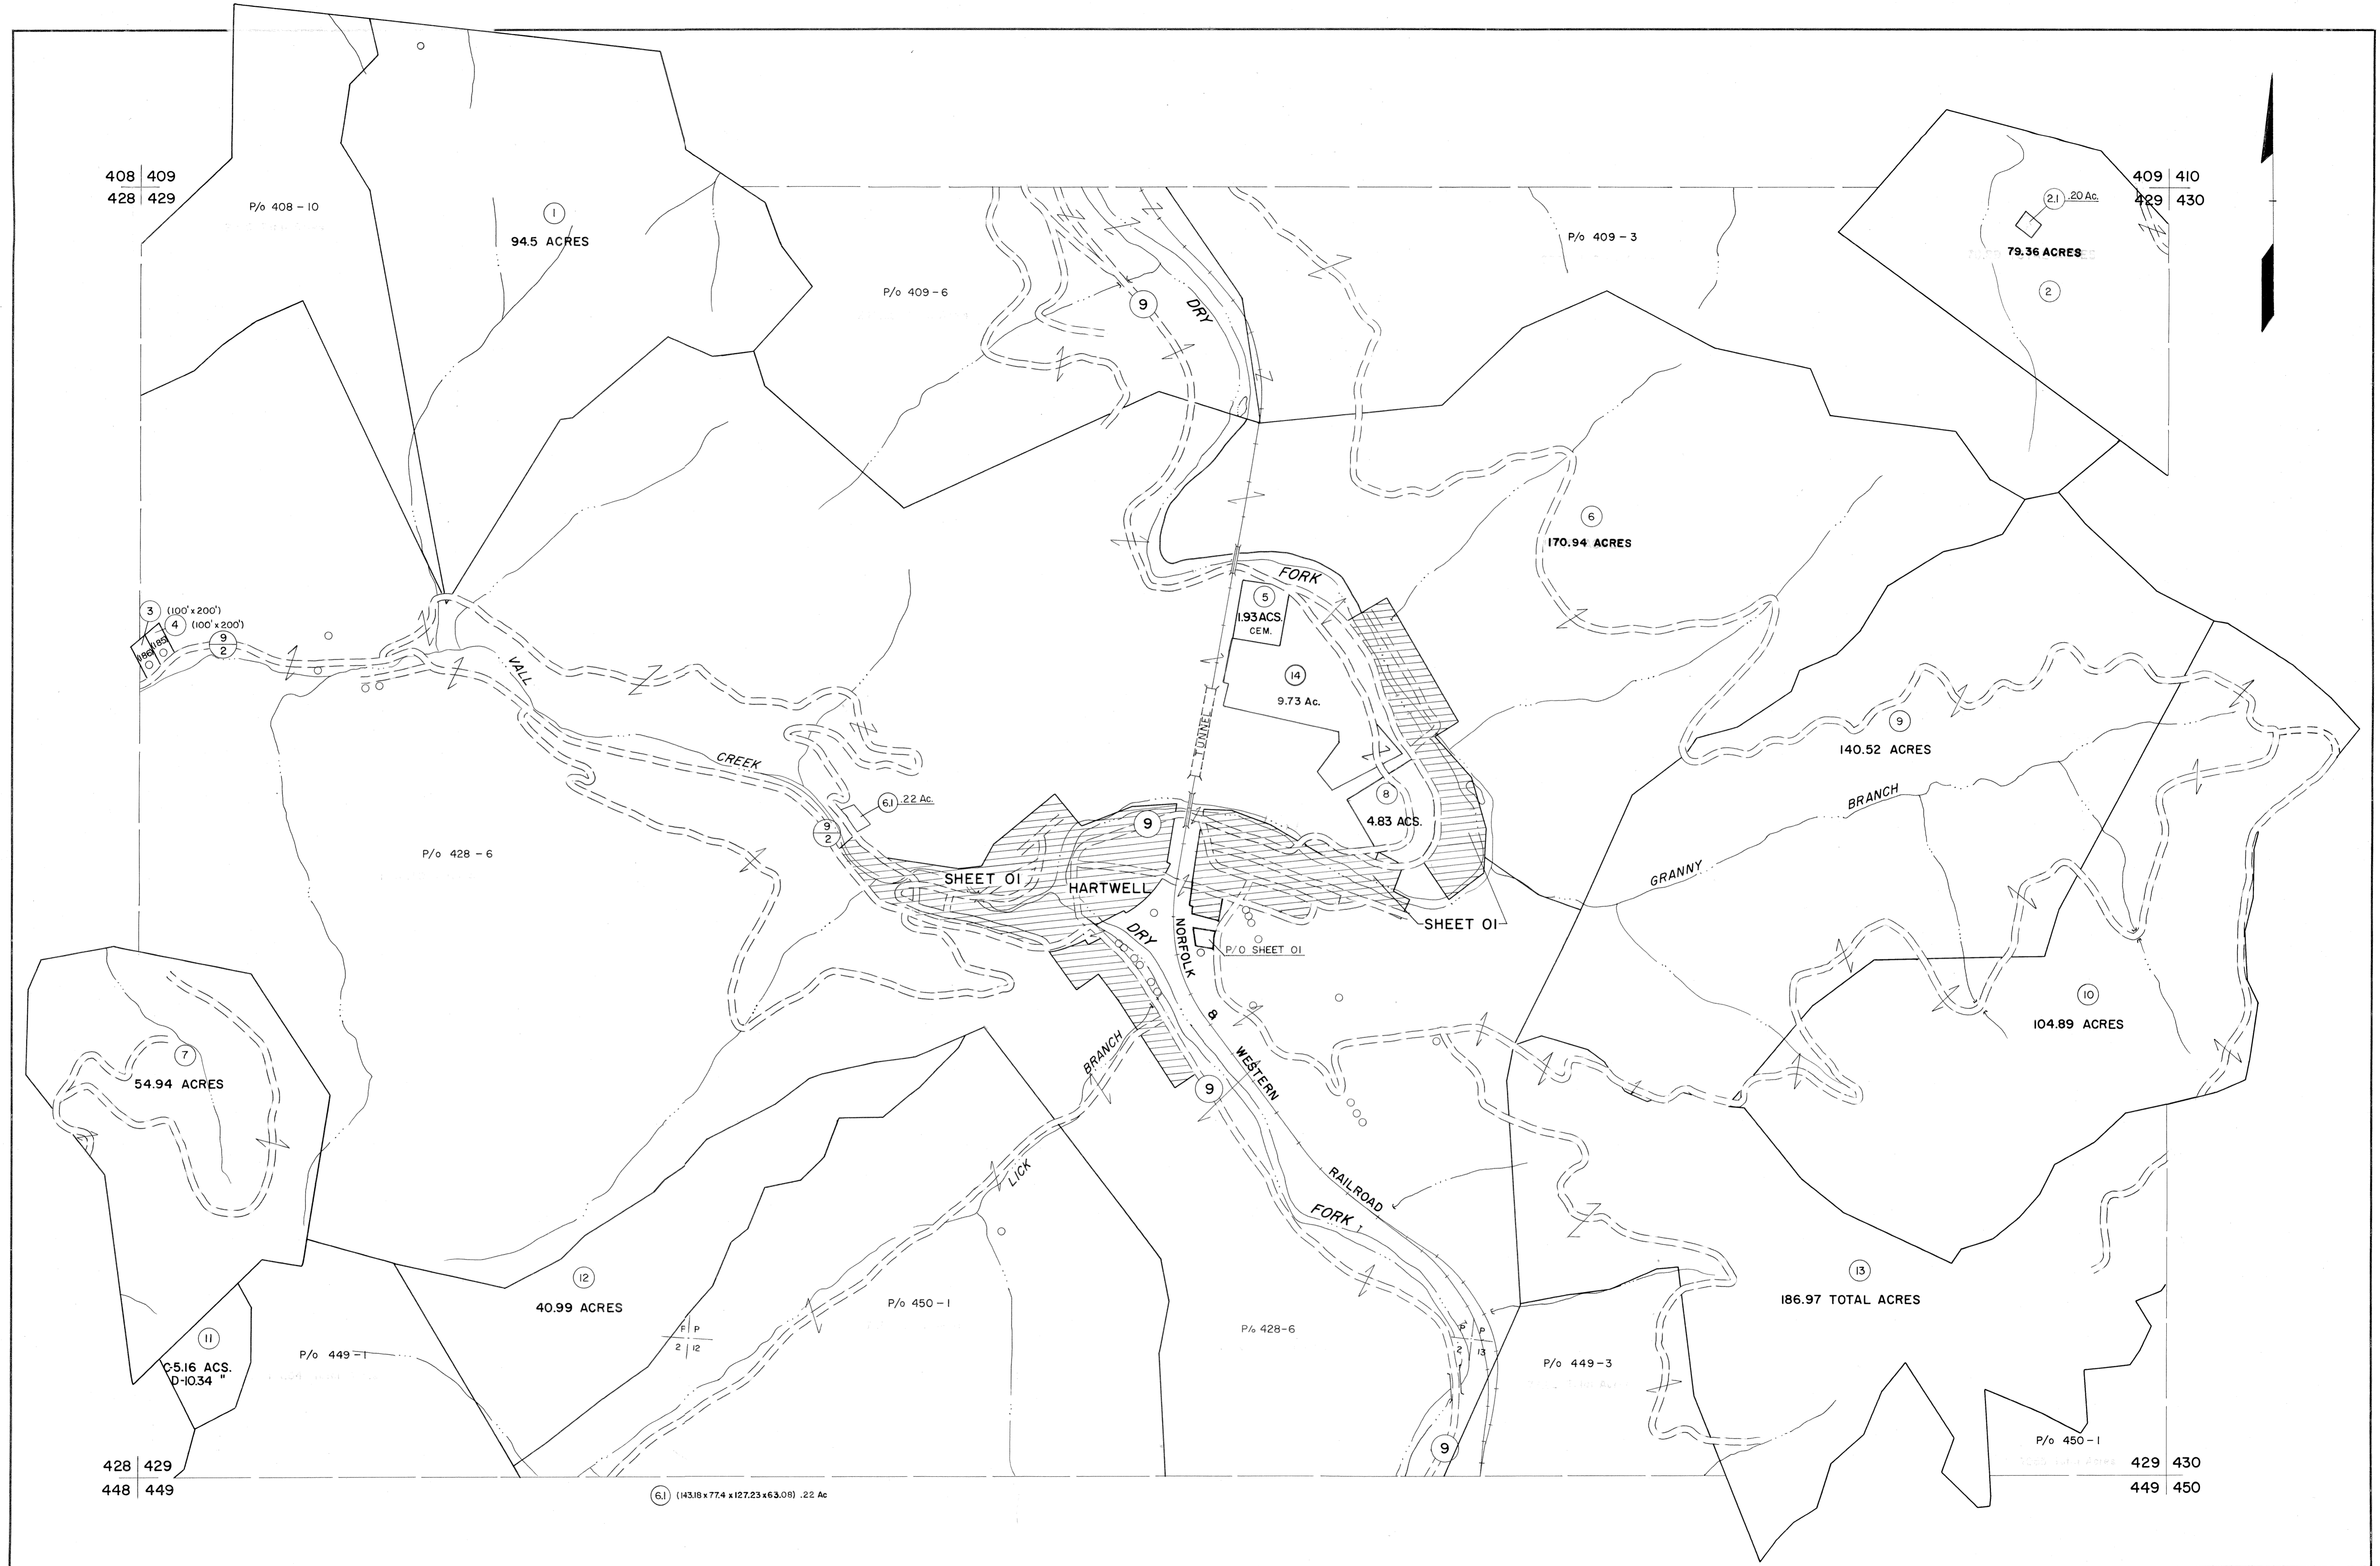 408 409
428 429
P/o 408 - 10
1
94.5 ACRES
P/o 409 - 6
9
DRY
P/o 409 - 3
2.1 .20 Ac.
79.36 ACRES
2
409 410
429 430
6
170.94 ACRES
FORK
5
1.93 ACS.
CEM.
14
9.73 Ac.
TUNNEL
3 (100' x 200')
4 (100' x 200')
186
185
9
2
VALL
CREEK
6.1 .22 Ac.
9
2
9
8
4.83 ACS.
9
140.52 ACRES
BRANCH
GRANNY
P/o 428 - 6
SHEET 01
HARTWELL
SHEET 01
P/O SHEET 01
DRY
NORFOLK
&
WESTERN
RAILROAD
FORK
10
104.89 ACRES
7
54.94 ACRES
BRANCH
LICK
9
12
40.99 ACRES
P P
2 12
P/o 450 - 1
P/o 428-6
P P
2 13
13
186.97 TOTAL ACRES
11
C-5.16 ACS.
D-10.34 "
P/o 449 - 1
P/o 449 - 3
P/o 450 - 1
9
428 429
448 449
6.1 (143.18 x 77.4 x 127.23 x 63.08) .22 Ac
429 430
449 450